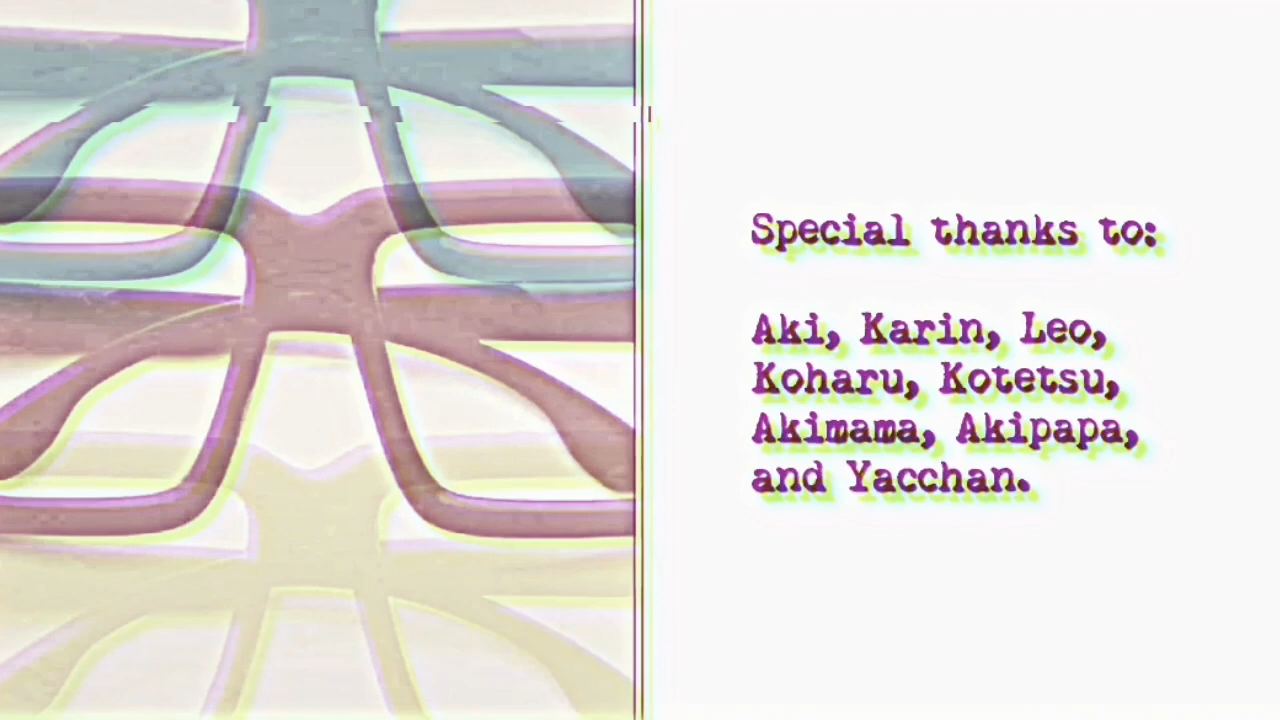 Special thanks to:
Aki, Karin, Leo,
Koharu, Kotetsu,
Akimama, Akipapa,
and Yacchan.